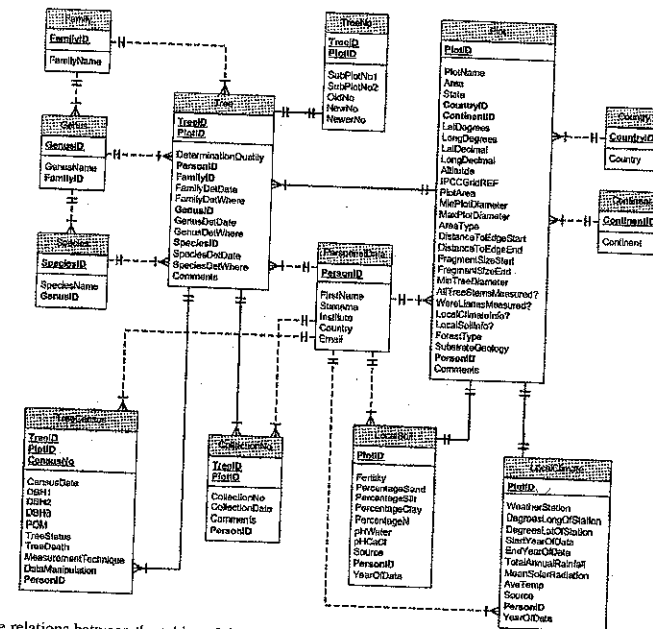 Family
FamilyID
FamilyName
Genus
GenusID
GenusName
FamilyID
Species
SpeciesID
SpeciesName
GenusID
Tree
TreeID
PlotID
DeterminationQuality
PersonID
FamilyID
FamilyDetDate
FamilyDetWhere
GenusID
GenusDetDate
GenusDetWhere
SpeciesID
SpeciesDetDate
SpeciesDetWhere
Comments
TreeNo
TreeID
PlotID
SubPlotNo1
SubPlotNo2
OldNo
NewNo
NewerNo
Plot
PlotID
PlotName
Area
State
CountryID
ContinentID
LatDegrees
LongDegrees
LatDecimal
LongDecimal
Altitude
IPCCGridREF
PlotArea
MinPlotDiameter
MaxPlotDiameter
AreaType
DistanceToEdgeStart
DistanceToEdgeEnd
FragmentSizeStart
FragmentSizeEnd
MinTreeDiameter
AllTreeStemsMeasured?
WereLianasMeasured?
LocalClimateInfo?
LocalSoilInfo?
ForestType
SubstrateGeology
PersonID
Comments
Country
CountryID
Country
Continent
ContinentID
Continent
PersonalData
PersonID
FirstName
Surname
Institute
Country
Email
TreeCensus
TreeID
PlotID
CensusNo
CensusDate
DBH1
DBH2
DBH3
POM
TreeStatus
TreeDeath
MeasurementTechnique
DataManipulation
PersonID
CollectionNo
TreeID
PlotID
CollectionNo
CollectionDate
Comments
PersonID
LocalSoil
PlotID
Fertility
PercentageSand
PercentageSilt
PercentageClay
PercentageN
pHWater
pHCaCl
Source
PersonID
YearOfData
LocalClimate
PlotID
WeatherStation
DegreesLongOfStation
DegreesLatOfStation
StartYearOfData
EndYearOfData
TotalAnnualRainfall
MeanSolarRadiation
AveTemp
Source
PersonID
YearOfData
relations between